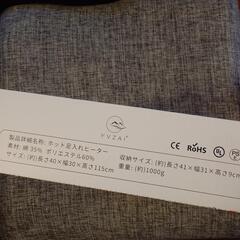 YVZAI
CE RoHS
製品詳細名称: ホット足入れヒーター
素材: 綿 35% ポリエステル60%
サイズ: (約)長さ40×幅30×高さ115cm
収納サイズ: (約)長さ41×幅31×高さ9cm
重量: (約)1000g